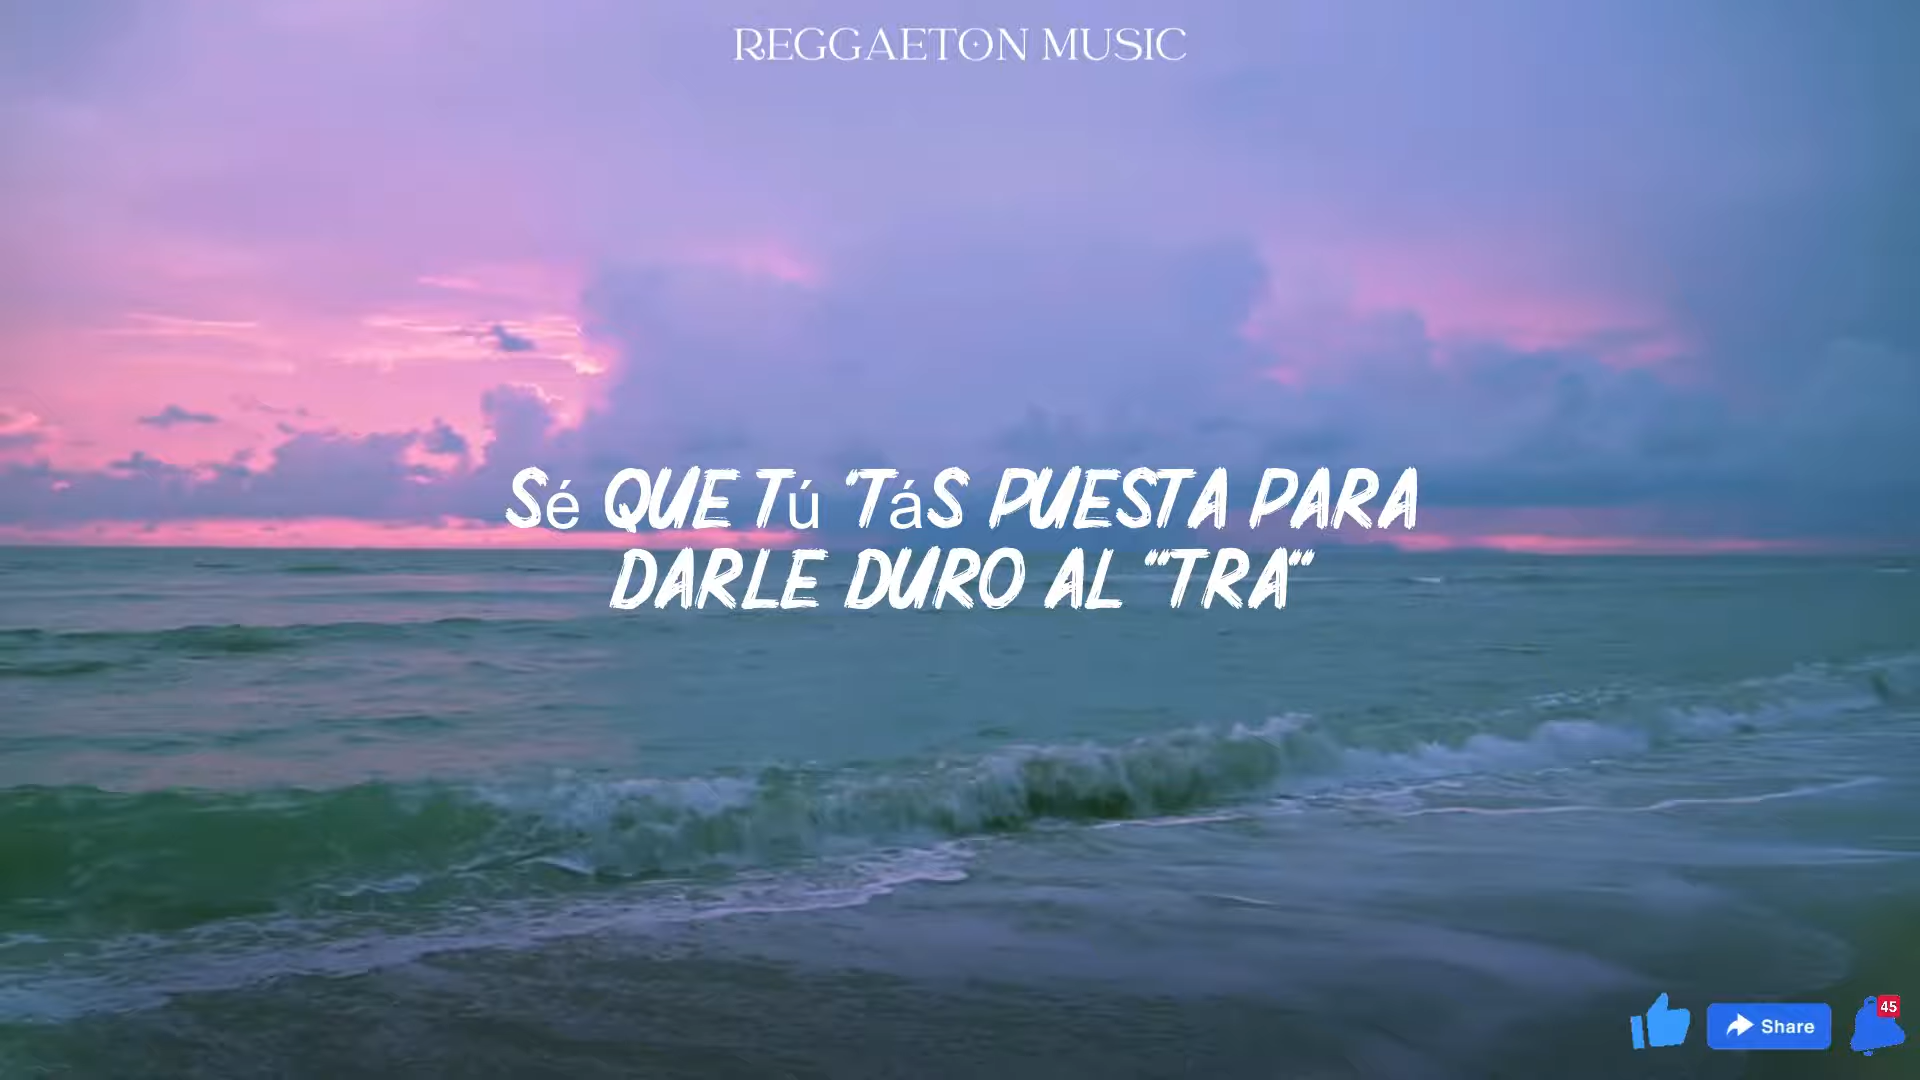 REGGAETON MUSIC
Sé QUE Tú 'TáS PUESTA PARA
DARLE DURO AL "TRA"
Share
45